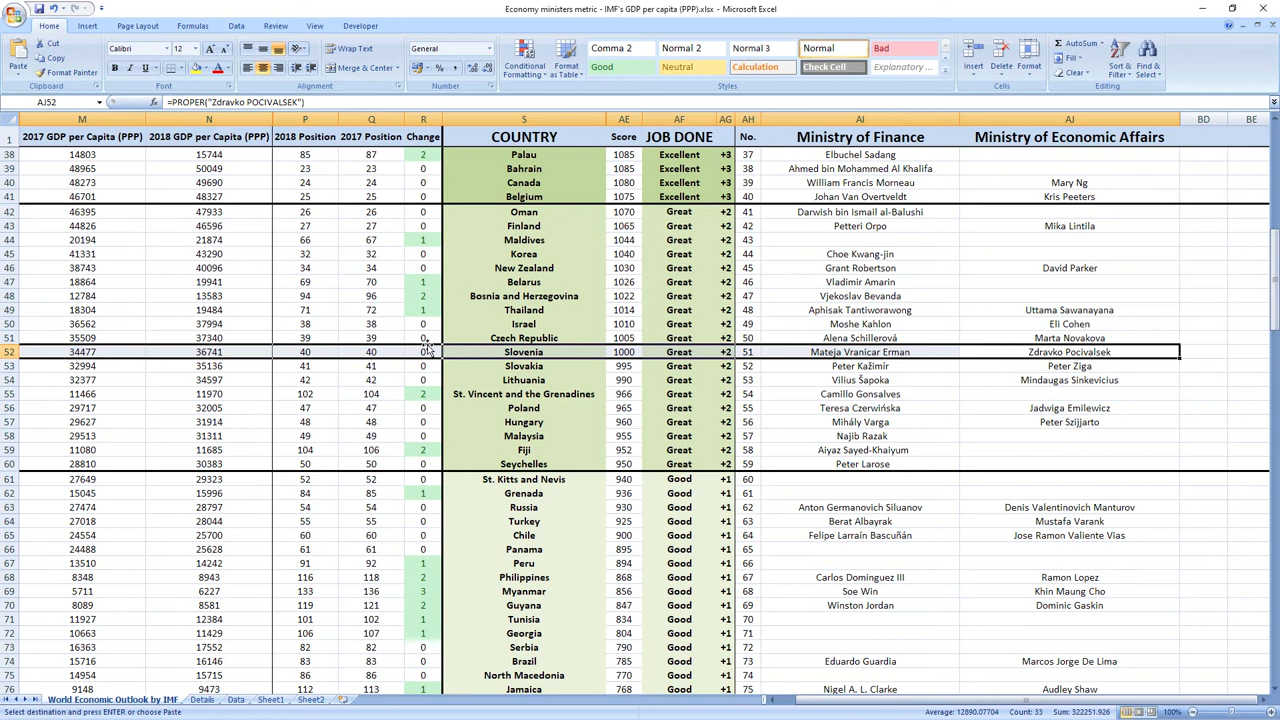 Economy ministers metric - IMF's GDP per capita (PPP).xlsx - Microsoft Excel
Home Insert Page Layout Formulas Data Review View Developer
Paste Cut Copy Format Painter Clipboard
Calibri 12 Font
Wrap Text Merge & Center Alignment
General Number
Conditional Formatting Format as Table
Comma 2 Normal 2 Normal 3 Normal Bad
Good Neutral Calculation Check Cell Explanatory ...
Styles
Insert Delete Format Cells
AutoSum Fill Clear Sort & Filter Find & Select Editing
AJ52 =PROPER("Zdravko POCIVALSEK")
M N P Q R S AE AF AG AH AI AJ BD BE
1 2017 GDP per Capita (PPP) 2018 GDP per Capita (PPP) 2018 Position 2017 Position Change COUNTRY Score JOB DONE No. Ministry of Finance Ministry of Economic Affairs
38 14803 15744 85 87 2 Palau 1085 Excellent +3 37 Elbuchel Sadang
39 48965 50049 23 23 0 Bahrain 1085 Excellent +3 38 Ahmed bin Mohammed Al Khalifa
40 48273 49690 24 24 0 Canada 1080 Excellent +3 39 William Francis Morneau Mary Ng
41 46701 48327 25 25 0 Belgium 1075 Excellent +3 40 Johan Van Overtveldt Kris Peeters
42 46395 47933 26 26 0 Oman 1070 Great +2 41 Darwish bin Ismail al-Balushi
43 44826 46596 27 27 0 Finland 1065 Great +2 42 Petteri Orpo Mika Lintila
44 20194 21874 66 67 1 Maldives 1044 Great +2 43
45 41331 43290 32 32 0 Korea 1040 Great +2 44 Choe Kwang-jin
46 38743 40096 34 34 0 New Zealand 1030 Great +2 45 Grant Robertson David Parker
47 18864 19941 69 70 1 Belarus 1026 Great +2 46 Vladimir Amarin
48 12784 13583 94 96 2 Bosnia and Herzegovina 1022 Great +2 47 Vjekoslav Bevanda
49 18304 19484 71 72 1 Thailand 1014 Great +2 48 Aphisak Tantiworawong Uttama Sawanayana
50 36562 37994 38 38 0 Israel 1010 Great +2 49 Moshe Kahlon Eli Cohen
51 35509 37340 39 39 0 Czech Republic 1005 Great +2 50 Alena Schillerová Marta Novakova
52 34477 36741 40 40 0 Slovenia 1000 Great +2 51 Mateja Vranicar Erman Zdravko Pocivalsek
53 32994 35136 41 41 0 Slovakia 995 Great +2 52 Peter Kažimír Peter Ziga
54 32377 34597 42 42 0 Lithuania 990 Great +2 53 Vilius Šapoka Mindaugas Sinkevicius
55 11466 11970 102 104 2 St. Vincent and the Grenadines 966 Great +2 54 Camillo Gonsalves
56 29717 32005 47 47 0 Poland 965 Great +2 55 Teresa Czerwińska Jadwiga Emilewicz
57 29627 31914 48 48 0 Hungary 960 Great +2 56 Mihály Varga Peter Szijjarto
58 29513 31311 49 49 0 Malaysia 955 Great +2 57 Najib Razak
59 11080 11685 104 106 2 Fiji 952 Great +2 58 Aiyaz Sayed-Khaiyum
60 28810 30383 50 50 0 Seychelles 950 Great +2 59 Peter Larose
61 27649 29323 52 52 0 St. Kitts and Nevis 940 Good +1 60
62 15045 15996 84 85 1 Grenada 936 Good +1 61
63 27474 28797 54 54 0 Russia 930 Good +1 62 Anton Germanovich Siluanov Denis Valentinovich Manturov
64 27018 28044 55 55 0 Turkey 925 Good +1 63 Berat Albayrak Mustafa Varank
65 24554 25700 60 60 0 Chile 900 Good +1 64 Felipe Larraín Bascuñán Jose Ramon Valiente Vias
66 24488 25628 61 61 0 Panama 895 Good +1 65
67 13510 14242 91 92 1 Peru 893 Good +1 66
68 8348 8943 116 118 2 Philippines 868 Good +1 67 Carlos Dominguez III Ramon Lopez
69 5711 6227 133 136 3 Myanmar 856 Good +1 68 Soe Win Khin Maung Cho
70 8089 8581 119 121 2 Guyana 847 Good +1 69 Winston Jordan Dominic Gaskin
71 11927 12384 101 102 1 Tunisia 834 Good +1 70
72 10663 11429 106 107 1 Georgia 804 Good +1 71
73 16363 17552 82 82 0 Serbia 790 Good +1 72
74 15716 16146 83 83 0 Brazil 785 Good +1 73 Eduardo Guardia Marcos Jorge De Lima
75 14954 15715 86 86 0 North Macedonia 770 Good +1 74
76 9148 9473 112 113 1 Jamaica 768 Good +1 75 Nigel A. L. Clarke Audley Shaw
World Economic Outlook by IMF Details Data Sheet1 Sheet2
Select destination and press ENTER or choose Paste Average: 12890.07704 Count: 33 Sum: 322251.926 100%